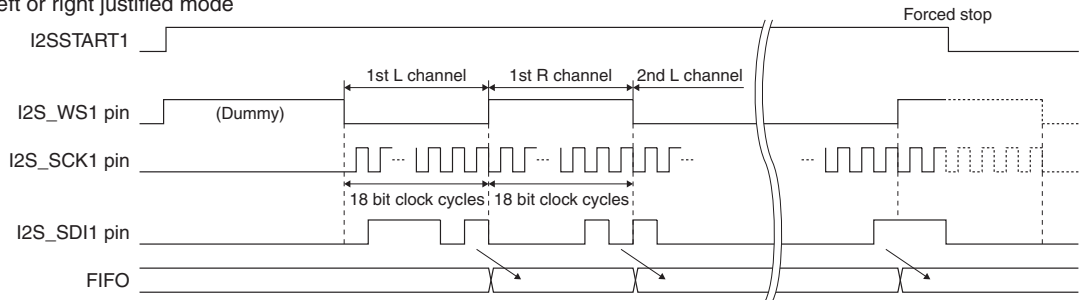 eft or right justified mode
Forced stop
I2SSTART1
1st L channel 1st R channel 2nd L channel
I2S_WS1 pin (Dummy)
I2S_SCK1 pin
18 bit clock cycles 18 bit clock cycles
I2S_SDI1 pin
FIFO